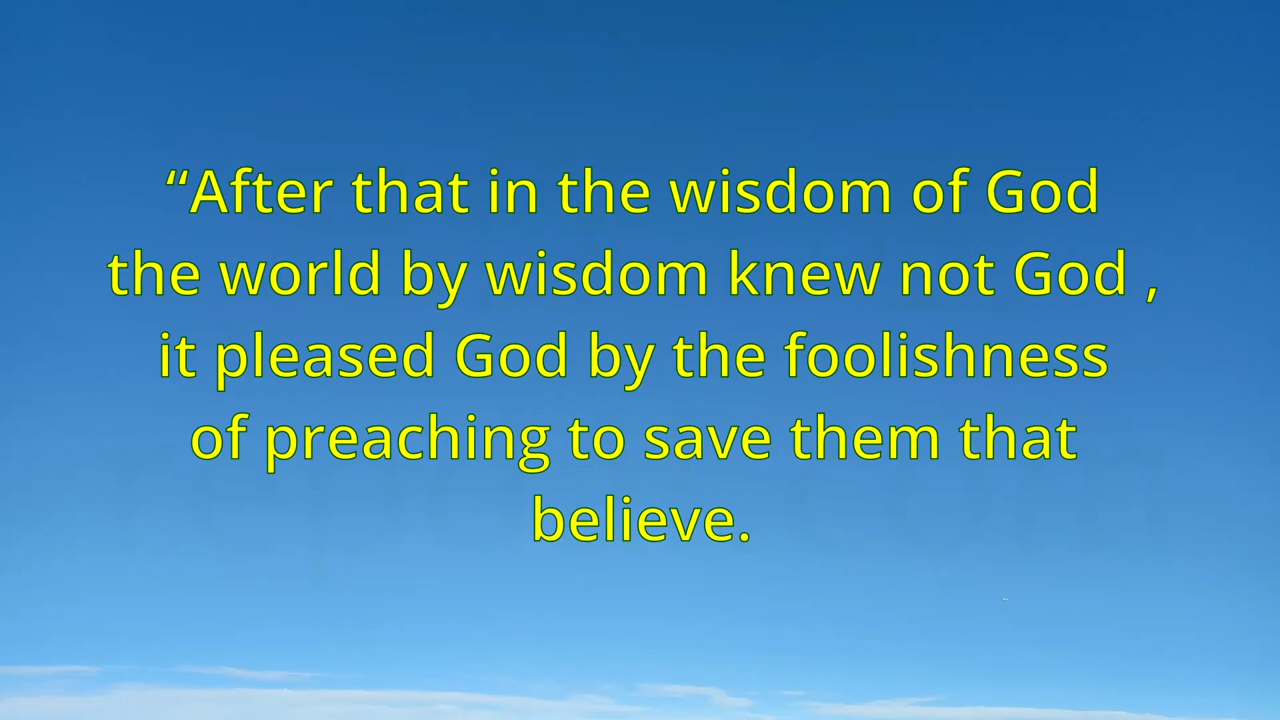 “After that in the wisdom of God
the world by wisdom knew not God ,
it pleased God by the foolishness
of preaching to save them that
believe.